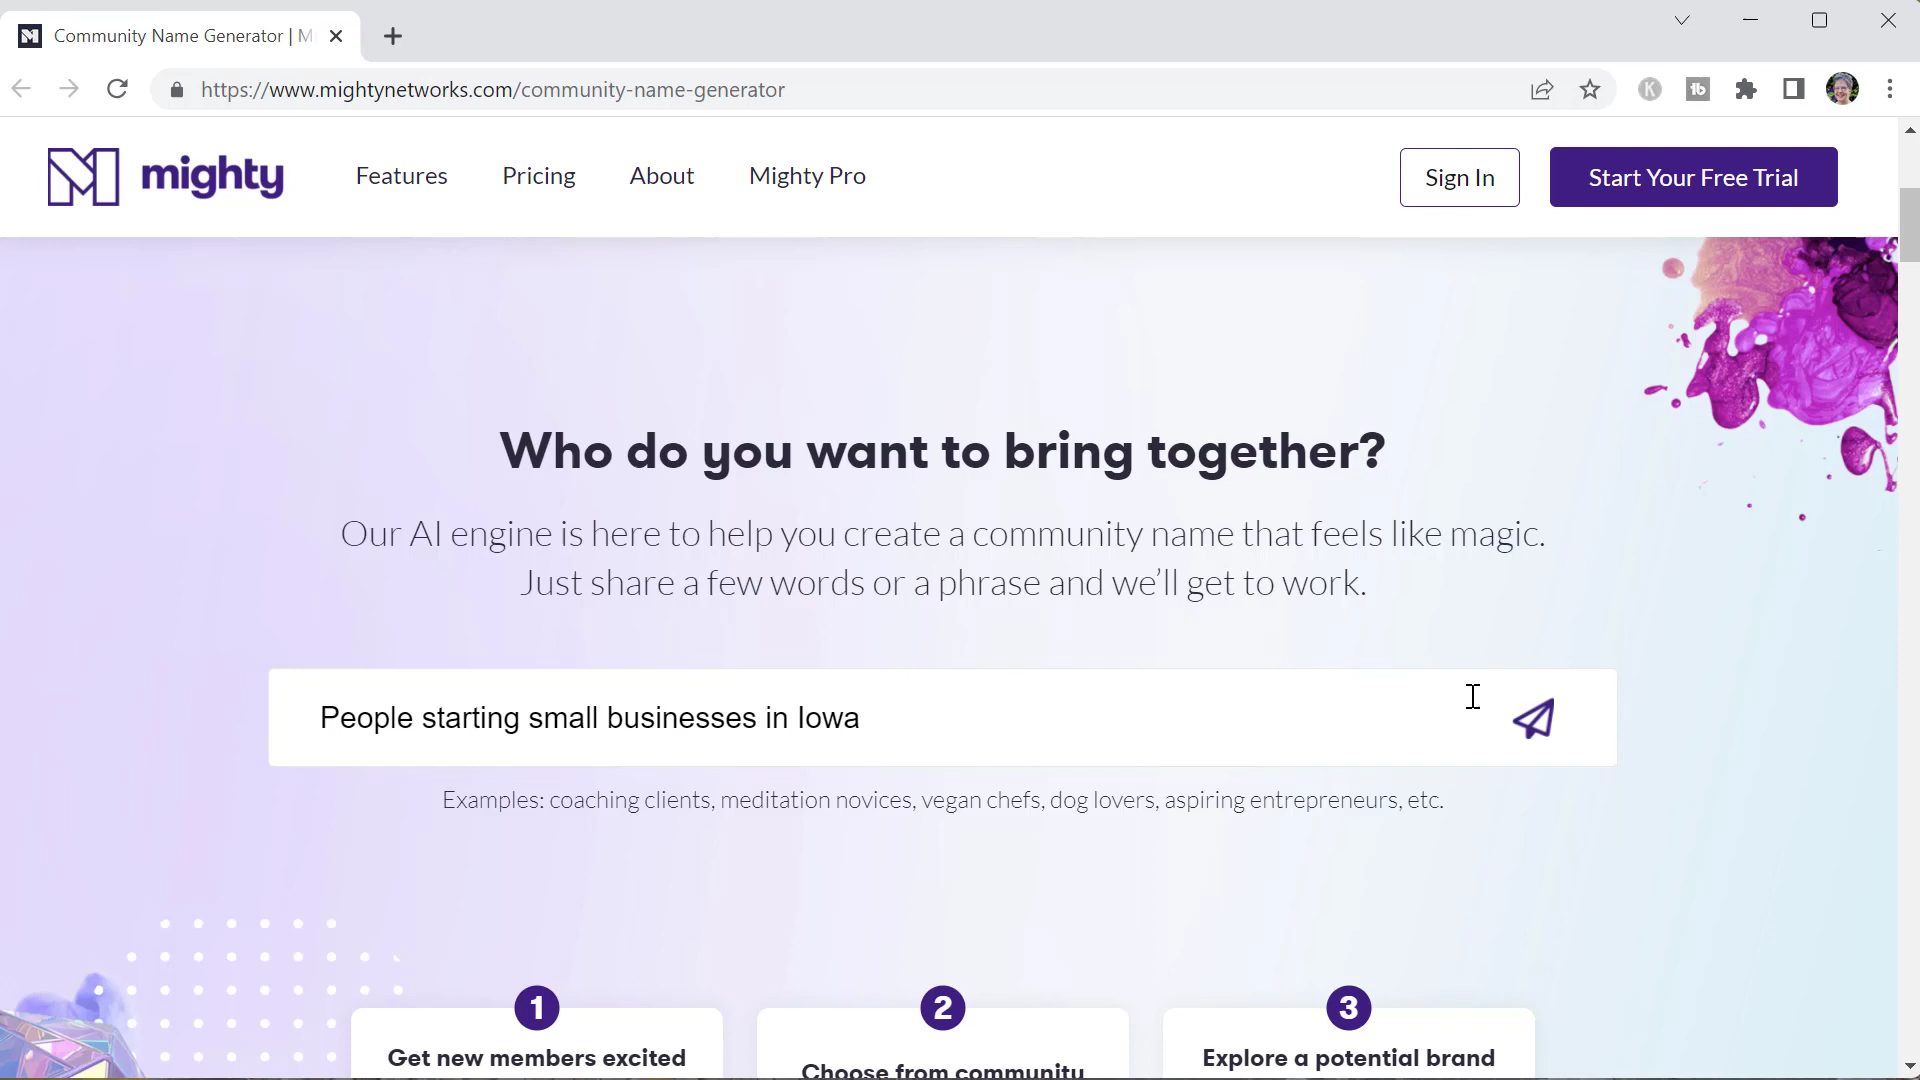 Community Name Generator | M
https://www.mightynetworks.com/community-name-generator
mighty
Features
Pricing
About
Mighty Pro
Sign In
Start Your Free Trial
Who do you want to bring together?
Our AI engine is here to help you create a community name that feels like magic.
Just share a few words or a phrase and we’ll get to work.
People starting small businesses in Iowa
Examples: coaching clients, meditation novices, vegan chefs, dog lovers, aspiring entrepreneurs, etc.
1
2
3
Get new members excited
Choose from community
Explore a potential brand